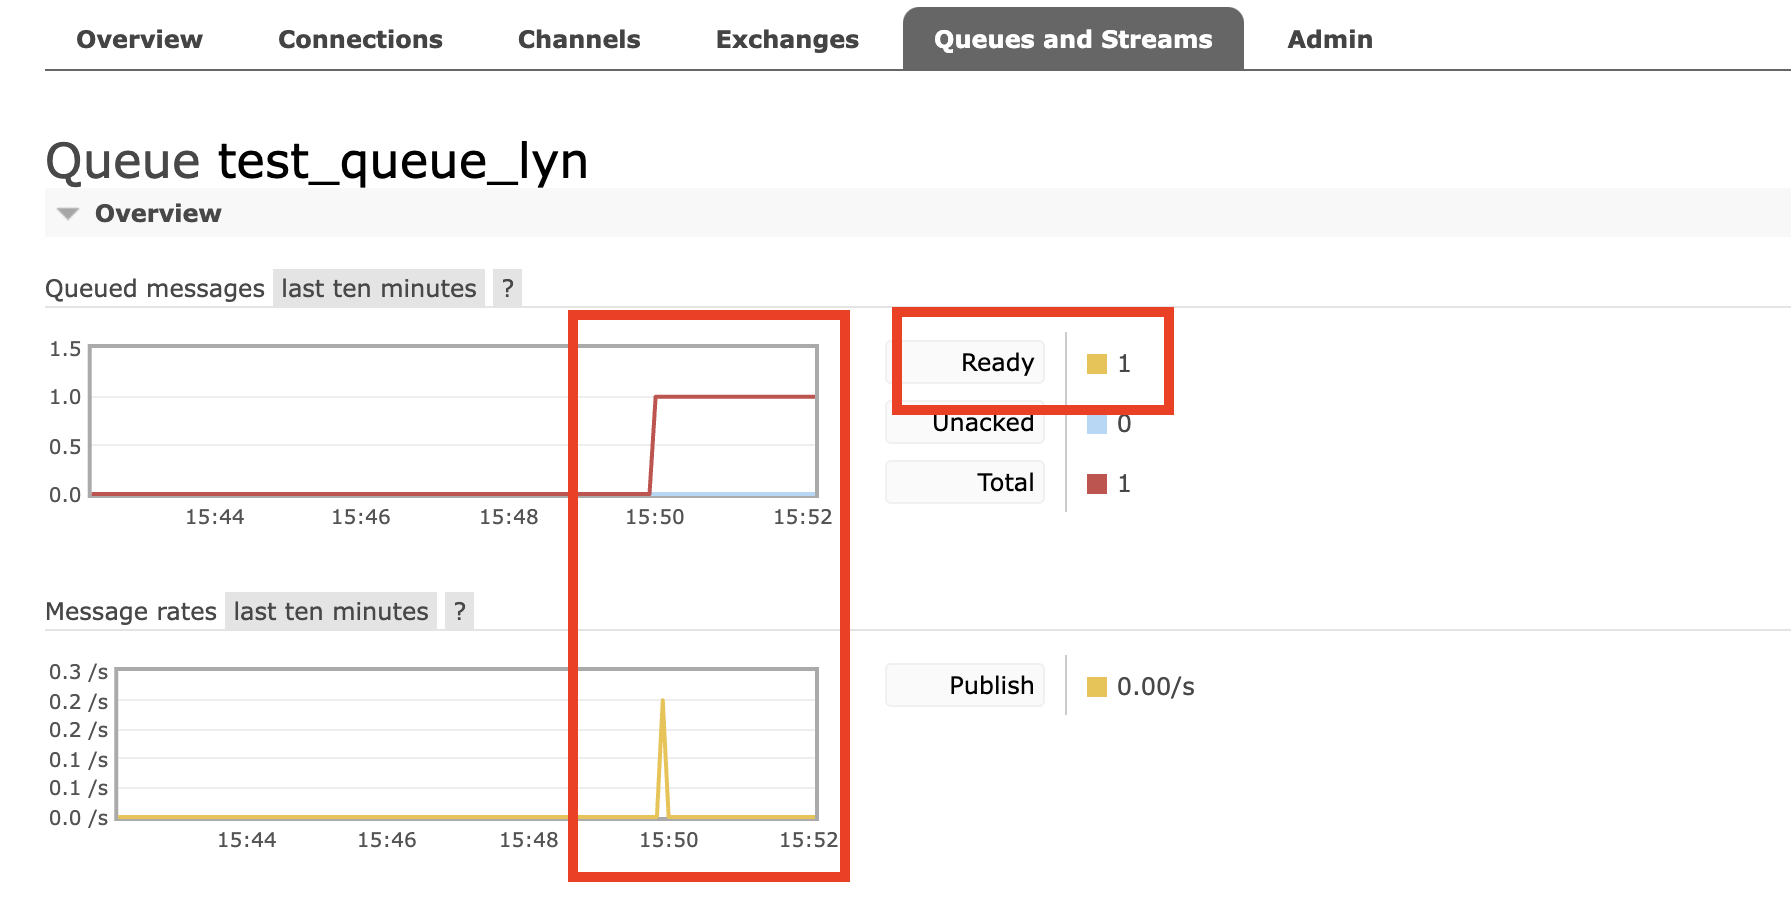 Overview Connections Channels Exchanges Queues and Streams Admin
Queue test_queue_lyn
Overview
Queued messages last ten minutes ?
1.5
1.0
0.5
0.0
15:44 15:46 15:48 15:50 15:52
Ready 1
Unacked 0
Total 1
Message rates last ten minutes ?
0.3 /s
0.2 /s
0.2 /s
0.1 /s
0.1 /s
0.0 /s
15:44 15:46 15:48 15:50 15:52
Publish 0.00/s